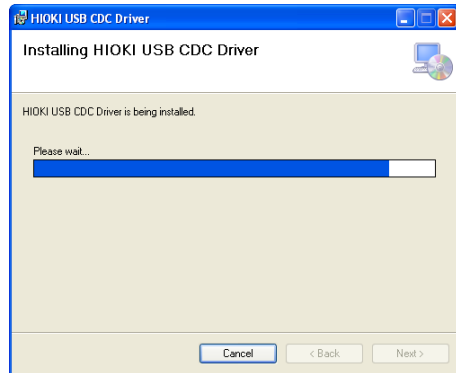 HIOKI USB CDC Driver
Installing HIOKI USB CDC Driver
HIOKI USB CDC Driver is being installed.
Please wait...
Cancel
< Back
Next >